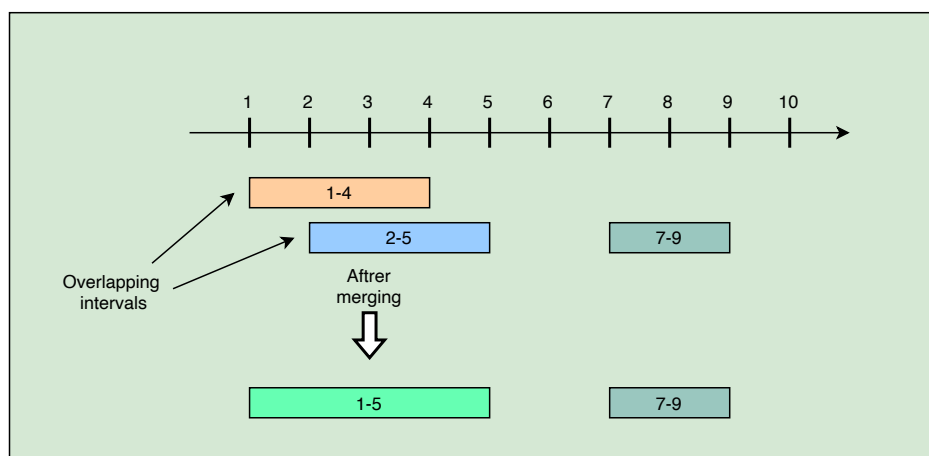 1 2 3 4 5 6 7 8 9 10
1-4
2-5 7-9
Overlapping
intervals
Aftrer
merging
1-5 7-9